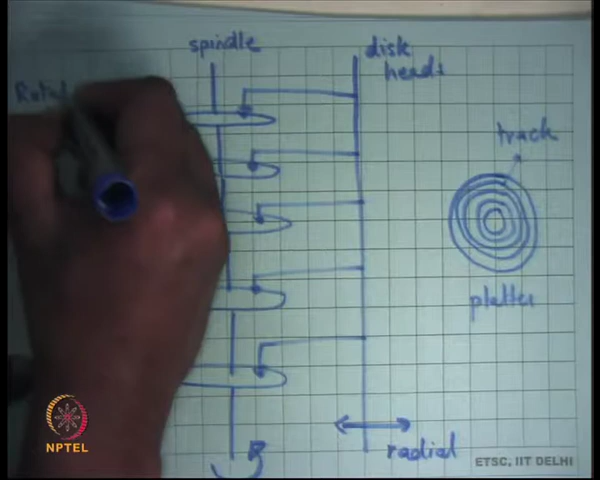 spindle
disk
heads
track
platter
radial
NPTEL
ETSC, IIT DELHI